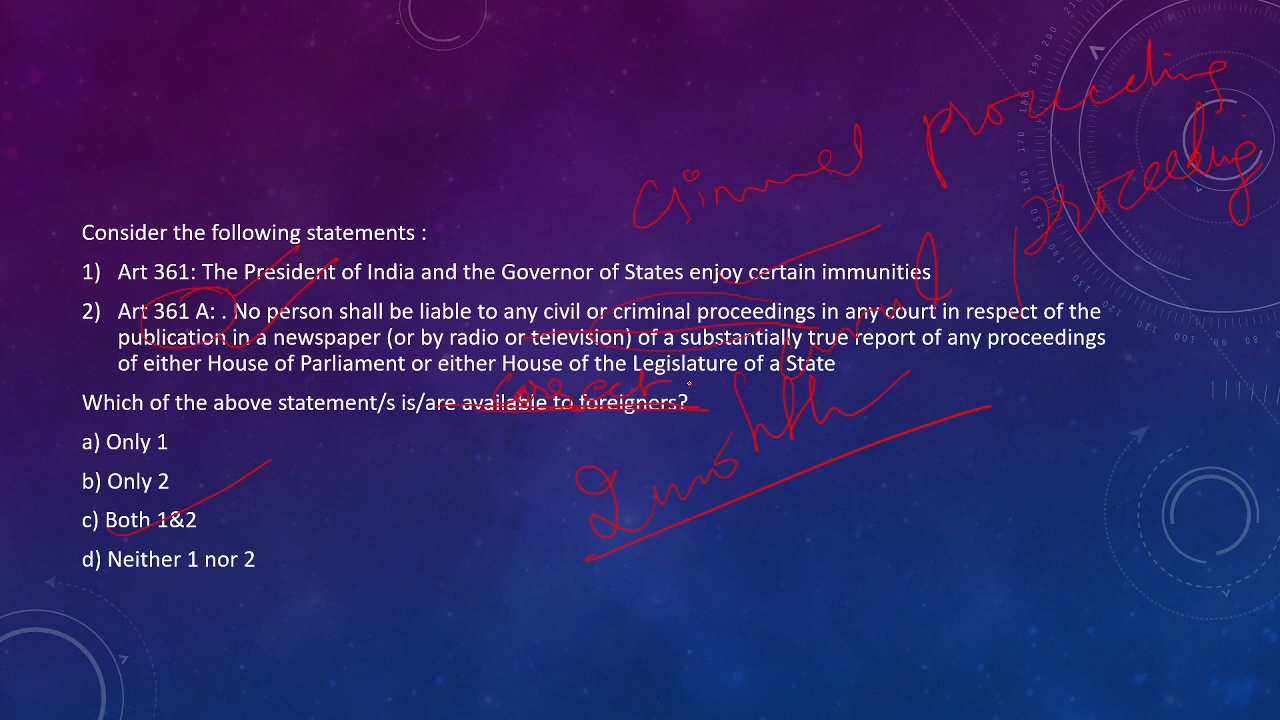 Criminal proceeding
proceeding
Consider the following statements :
1) Art 361: The President of India and the Governor of States enjoy certain immunities
2) Art 361 A: . No person shall be liable to any civil or criminal proceedings in any court in respect of the
publication in a newspaper (or by radio or television) of a substantially true report of any proceedings
of either House of Parliament or either House of the Legislature of a State
correct
Which of the above statement/s is/are available to foreigners?
a) Only 1
b) Only 2
c) Both 1&2
d) Neither 1 nor 2